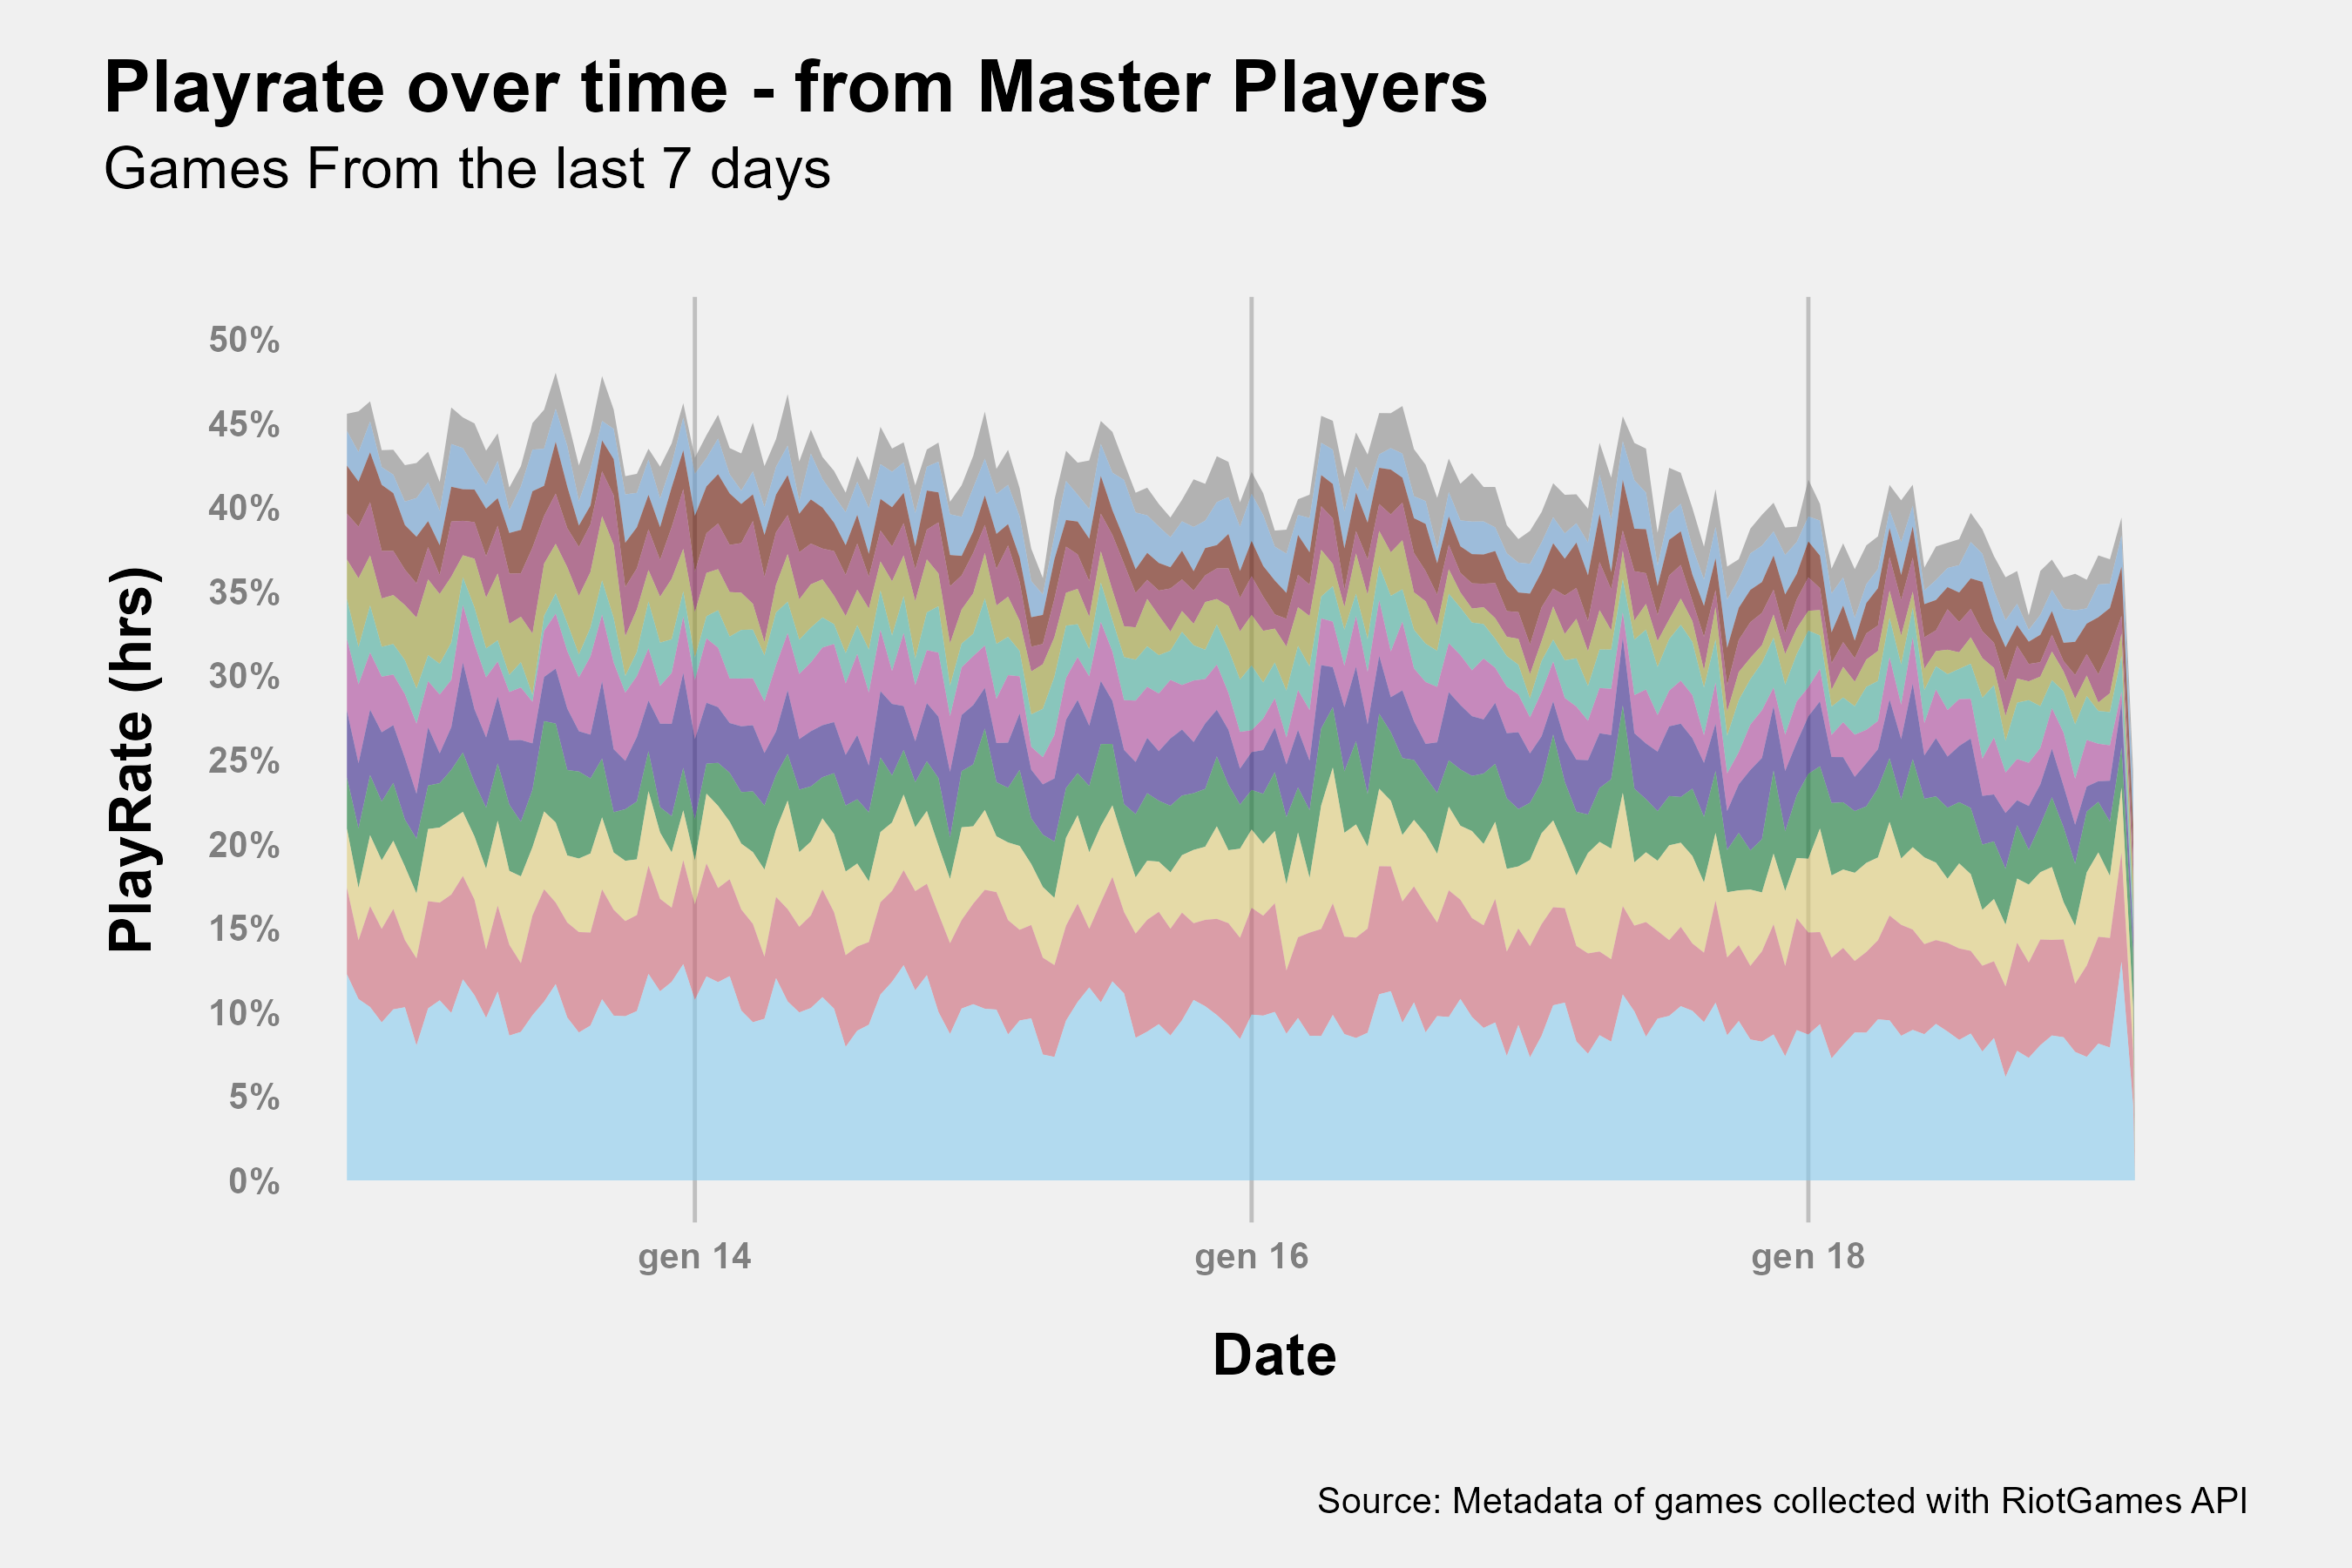 Playrate over time - from Master Players
Games From the last 7 days
50%
45%
40%
35%
30%
25%
20%
15%
10%
5%
0%
PlayRate (hrs)
gen 14
gen 16
gen 18
Date
Source: Metadata of games collected with RiotGames API